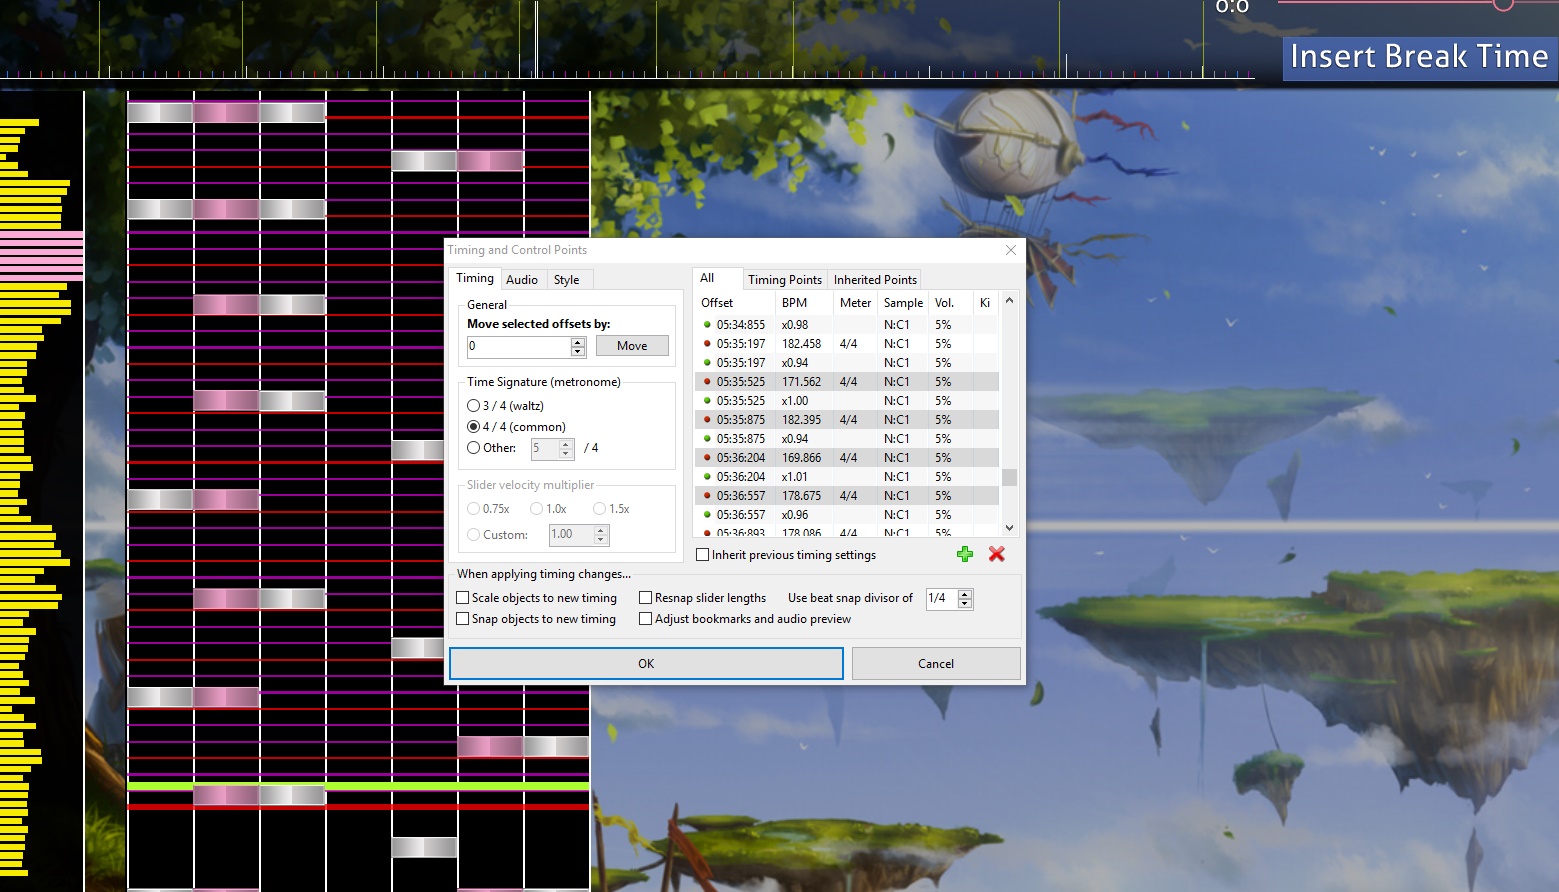 0:0
Insert Break Time
Timing and Control Points
Timing Audio Style
General
Move selected offsets by:
0 Move
Time Signature (metronome)
3 / 4 (waltz)
4 / 4 (common)
Other: 5 / 4
Slider velocity multiplier
0.75x 1.0x 1.5x
Custom: 1.00
All Timing Points Inherited Points
Offset BPM Meter Sample Vol. Ki
05:34:855 x0.98 N:C1 5%
05:35:197 182.458 4/4 N:C1 5%
05:35:197 x0.94 N:C1 5%
05:35:525 171.562 4/4 N:C1 5%
05:35:525 x1.00 N:C1 5%
05:35:875 182.395 4/4 N:C1 5%
05:35:875 x0.94 N:C1 5%
05:36:204 169.866 4/4 N:C1 5%
05:36:204 x1.01 N:C1 5%
05:36:557 178.675 4/4 N:C1 5%
05:36:557 x0.96 N:C1 5%
05:36:893 178.086 4/4 N:C1 5%
Inherit previous timing settings
When applying timing changes...
Scale objects to new timing Resnap slider lengths Use beat snap divisor of 1/4
Snap objects to new timing Adjust bookmarks and audio preview
OK Cancel